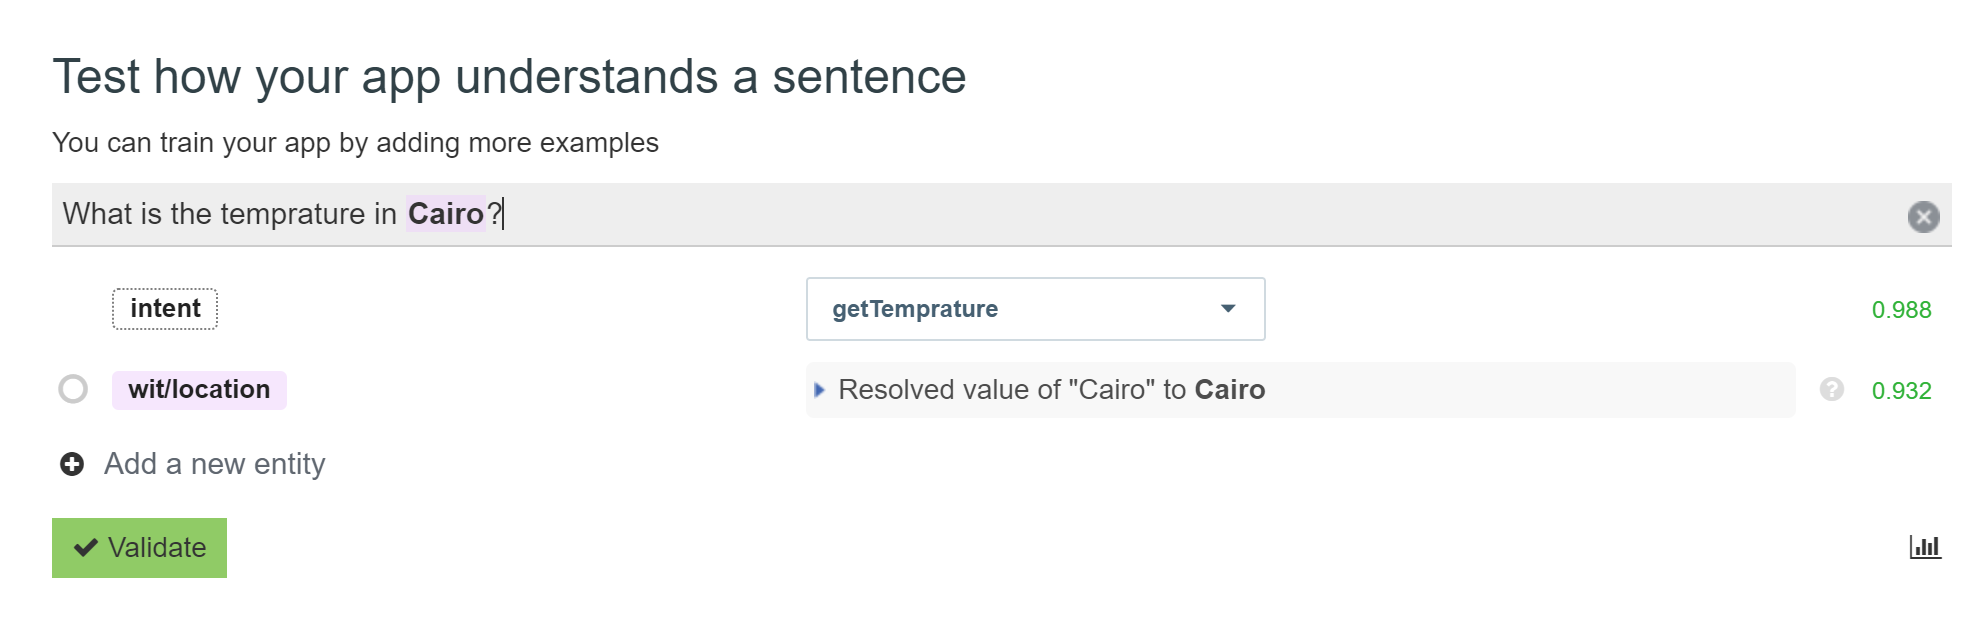 Test how your app understands a sentence
You can train your app by adding more examples
What is the temprature in Cairo?
intent getTemprature 0.988
wit/location Resolved value of "Cairo" to Cairo ? 0.932
Add a new entity
Validate